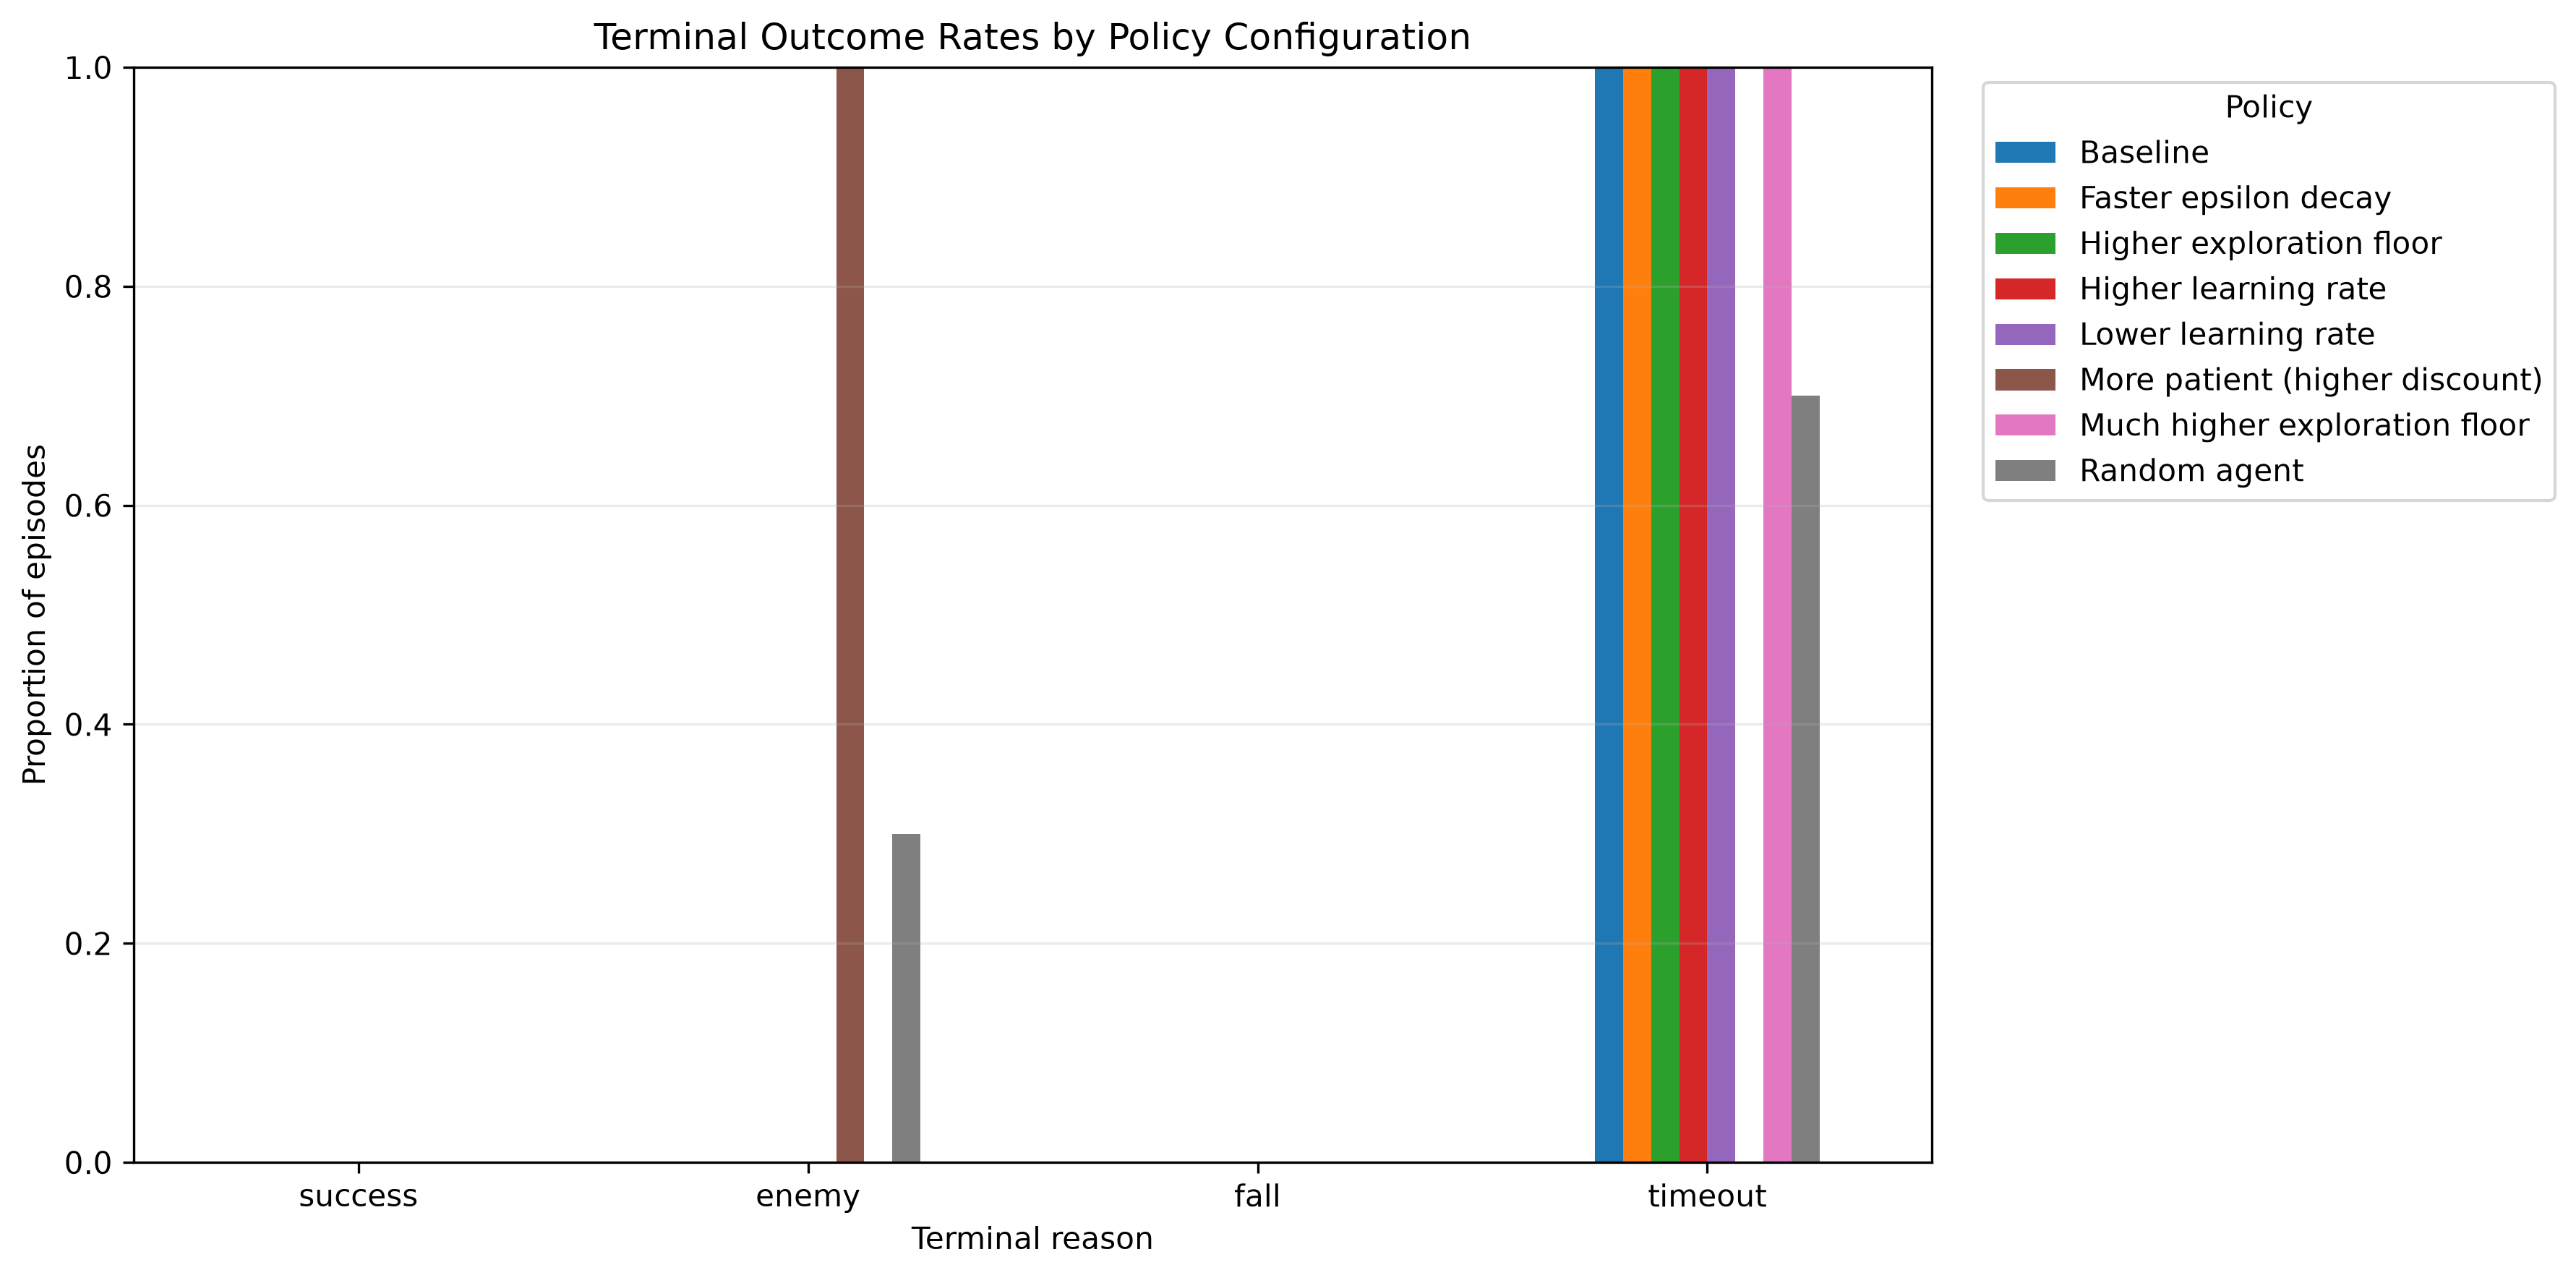 Terminal Outcome Rates by Policy Configuration
1.0
0.8
0.6
0.4
0.2
0.0
Proportion of episodes
success
enemy
fall
timeout
Terminal reason
Policy
Baseline
Faster epsilon decay
Higher exploration floor
Higher learning rate
Lower learning rate
More patient (higher discount)
Much higher exploration floor
Random agent